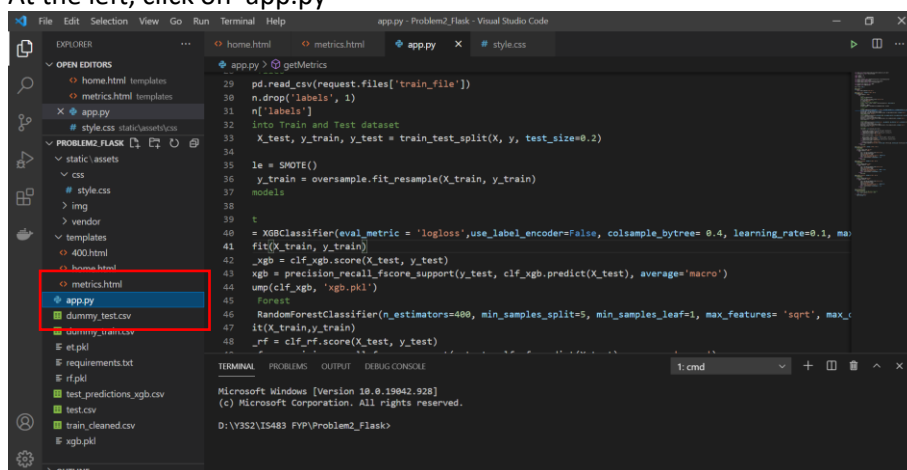 At the left, click on 'app.py'
File Edit Selection View Go Run Terminal Help
app.py - Problem2_Flask - Visual Studio Code
EXPLORER
OPEN EDITORS
home.html templates
metrics.html templates
app.py
style.css static\assets\css
PROBLEM2_FLASK
static\assets
css
style.css
img
vendor
templates
400.html
home.html
metrics.html
app.py
dummy_test.csv
dummy_train.csv
et.pkl
requirements.txt
rf.pkl
test_predictions_xgb.csv
test.csv
train_cleaned.csv
xgb.pkl
home.html metrics.html app.py style.css
app.py > getMetrics
29 pd.read_csv(request.files['train_file'])
30 n.drop('labels', 1)
31 n['labels']
32 into Train and Test dataset
33 X_test, y_train, y_test = train_test_split(X, y, test_size=0.2)
34
35 le = SMOTE()
36 y_train = oversample.fit_resample(X_train, y_train)
37 models
38
39 t
40 = XGBClassifier(eval_metric = 'logloss',use_label_encoder=False, colsample_bytree= 0.4, learning_rate=0.1, ma
41 fit(X_train, y_train)
42 _xgb = clf_xgb.score(X_test, y_test)
43 xgb = precision_recall_fscore_support(y_test, clf_xgb.predict(X_test), average='macro')
44 ump(clf_xgb, 'xgb.pkl')
45 Forest
46 RandomForestClassifier(n_estimators=400, min_samples_split=5, min_samples_leaf=1, max_features= 'sqrt', max_
47 it(X_train,y_train)
48 _rf = clf_rf.score(X_test, y_test)
TERMINAL PROBLEMS OUTPUT DEBUG CONSOLE
1: cmd
Microsoft Windows [Version 10.0.19042.928]
(c) Microsoft Corporation. All rights reserved.
D:\Y3S2\IS483 FYP\Problem2_Flask>